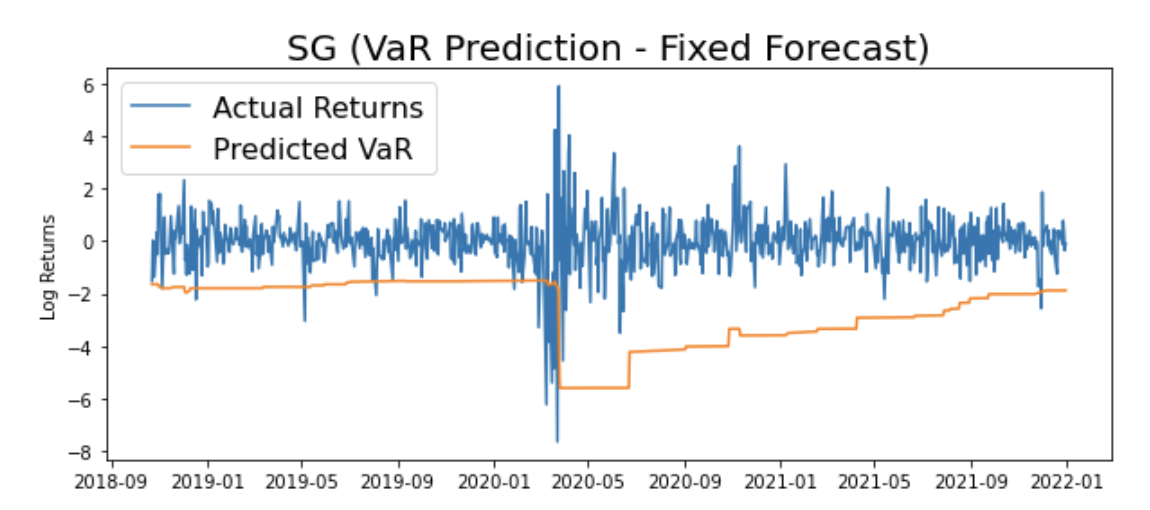 SG (VaR Prediction - Fixed Forecast)
Actual Returns
Predicted VaR
Log Returns
6
4
2
0
−2
−4
−6
−8
2018-09 2019-01 2019-05 2019-09 2020-01 2020-05 2020-09 2021-01 2021-05 2021-09 2022-01